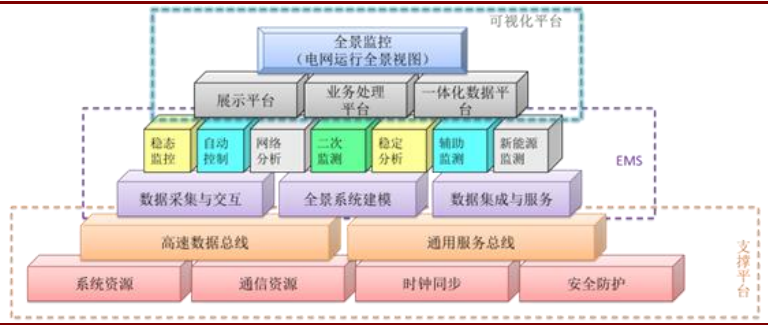 可视化平台
全景监控
（电网运行全景视图）
展示平台
业务处理
平台
一体化数据平
台
稳态
监控
自动
控制
网络
分析
二次
监测
稳定
分析
辅助
监测
新能源
监测
EMS
数据采集与交互
全景系统建模
数据集成与服务
高速数据总线
通用服务总线
支撑平台
系统资源
通信资源
时钟同步
安全防护